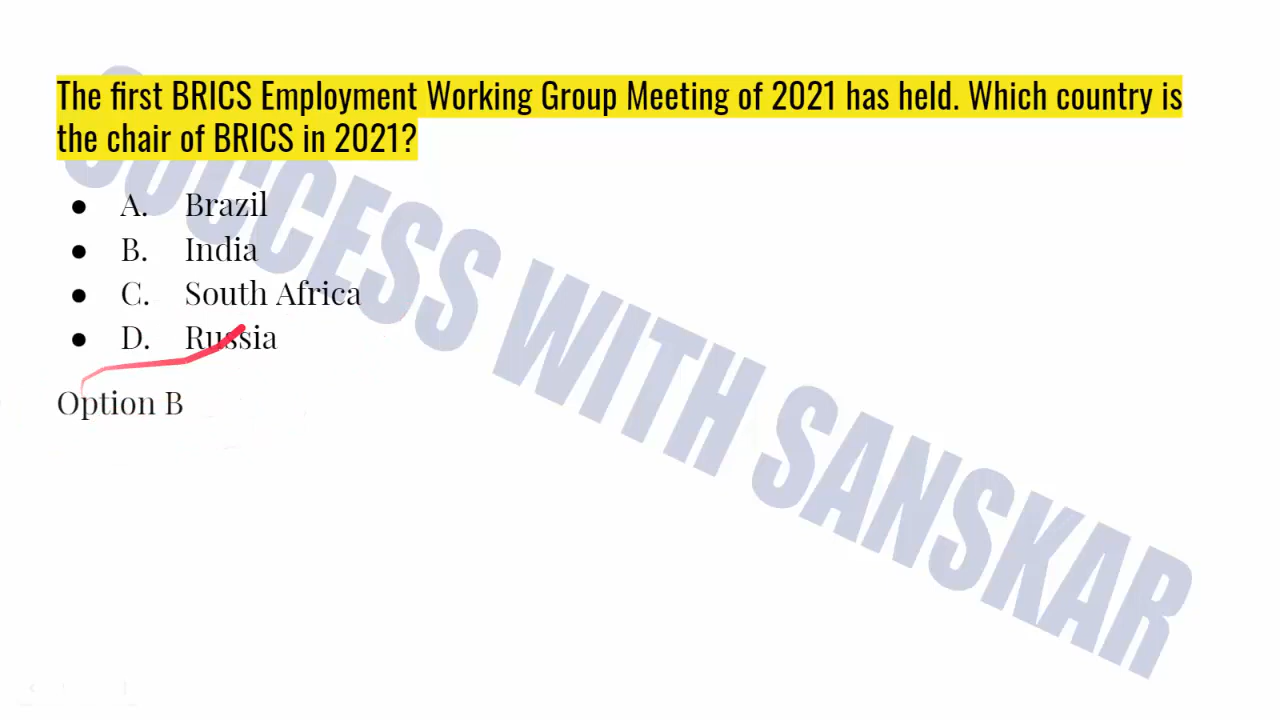 The first BRICS Employment Working Group Meeting of 2021 has held. Which country is
the chair of BRICS in 2021?
● A. Brazil
● B. India
● C. South Africa
● D. Russia
Option B
SUCCESS WITH SANSKAR